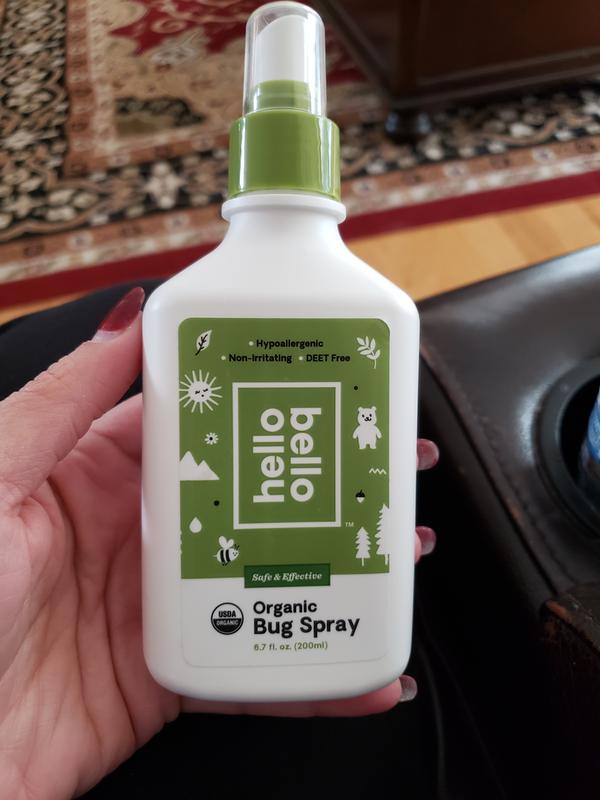 • Hypoallergenic
• Non-Irritating • DEET Free
hello
bello
TM
Safe & Effective
USDA
ORGANIC
Organic
Bug Spray
6.7 fl. oz. (200ml)